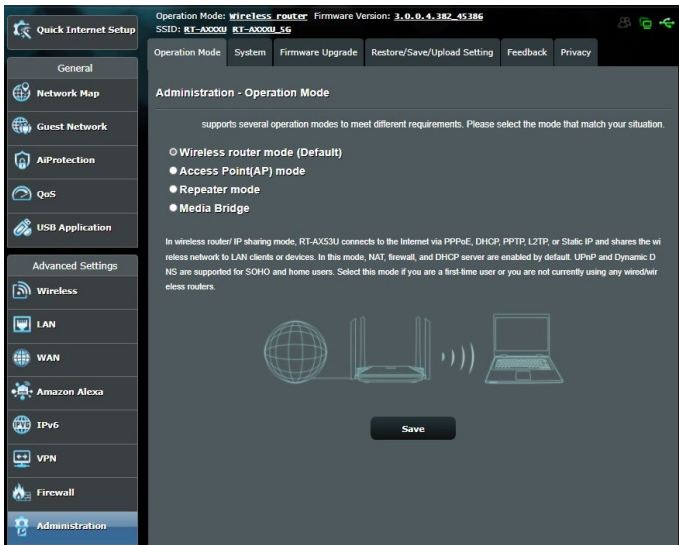 Quick Internet Setup
Operation Mode: Wireless router Firmware Version: 3.0.0.4.382_45386
SSID: RT-AXXXU RT-AXXXU_5G
Operation Mode System Firmware Upgrade Restore/Save/Upload Setting Feedback Privacy
General
Network Map
Guest Network
AiProtection
QoS
USB Application
Advanced Settings
Wireless
LAN
WAN
Amazon Alexa
IPv6
VPN
Firewall
Administration
Administration - Operation Mode
supports several operation modes to meet different requirements. Please select the mode that match your situation.
Wireless router mode (Default)
Access Point(AP) mode
Repeater mode
Media Bridge
In wireless router/ IP sharing mode, RT-AX53U connects to the Internet via PPPoE, DHCP, PPTP, L2TP, or Static IP and shares the wi
reless network to LAN clients or devices. In this mode, NAT, firewall, and DHCP server are enabled by default. UPnP and Dynamic D
NS are supported for SOHO and home users. Select this mode if you are a first-time user or you are not currently using any wired/wir
eless routers.
Save